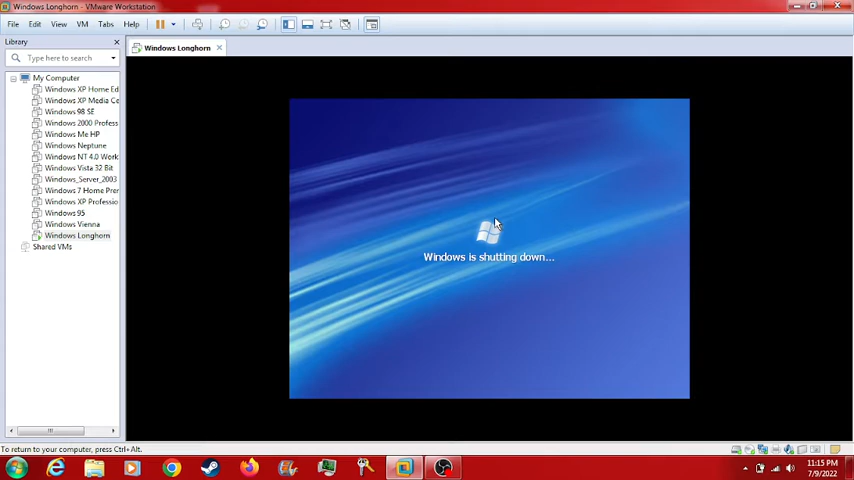 Windows Longhorn - VMware Workstation
File Edit View VM Tabs Help
Library
Type here to search
My Computer
Windows XP Home Ed
Windows XP Media Ce
Windows 98 SE
Windows 2000 Profess
Windows Me HP
Windows Neptune
Windows NT 4.0 Work
Windows Vista 32 Bit
Windows_Server_2003
Windows 7 Home Prer
Windows XP Professio
Windows 95
Windows Vienna
Windows Longhorn
Shared VMs
Windows Longhorn
Windows is shutting down...
To return to your computer, press Ctrl+Alt.
11:15 PM
7/9/2022